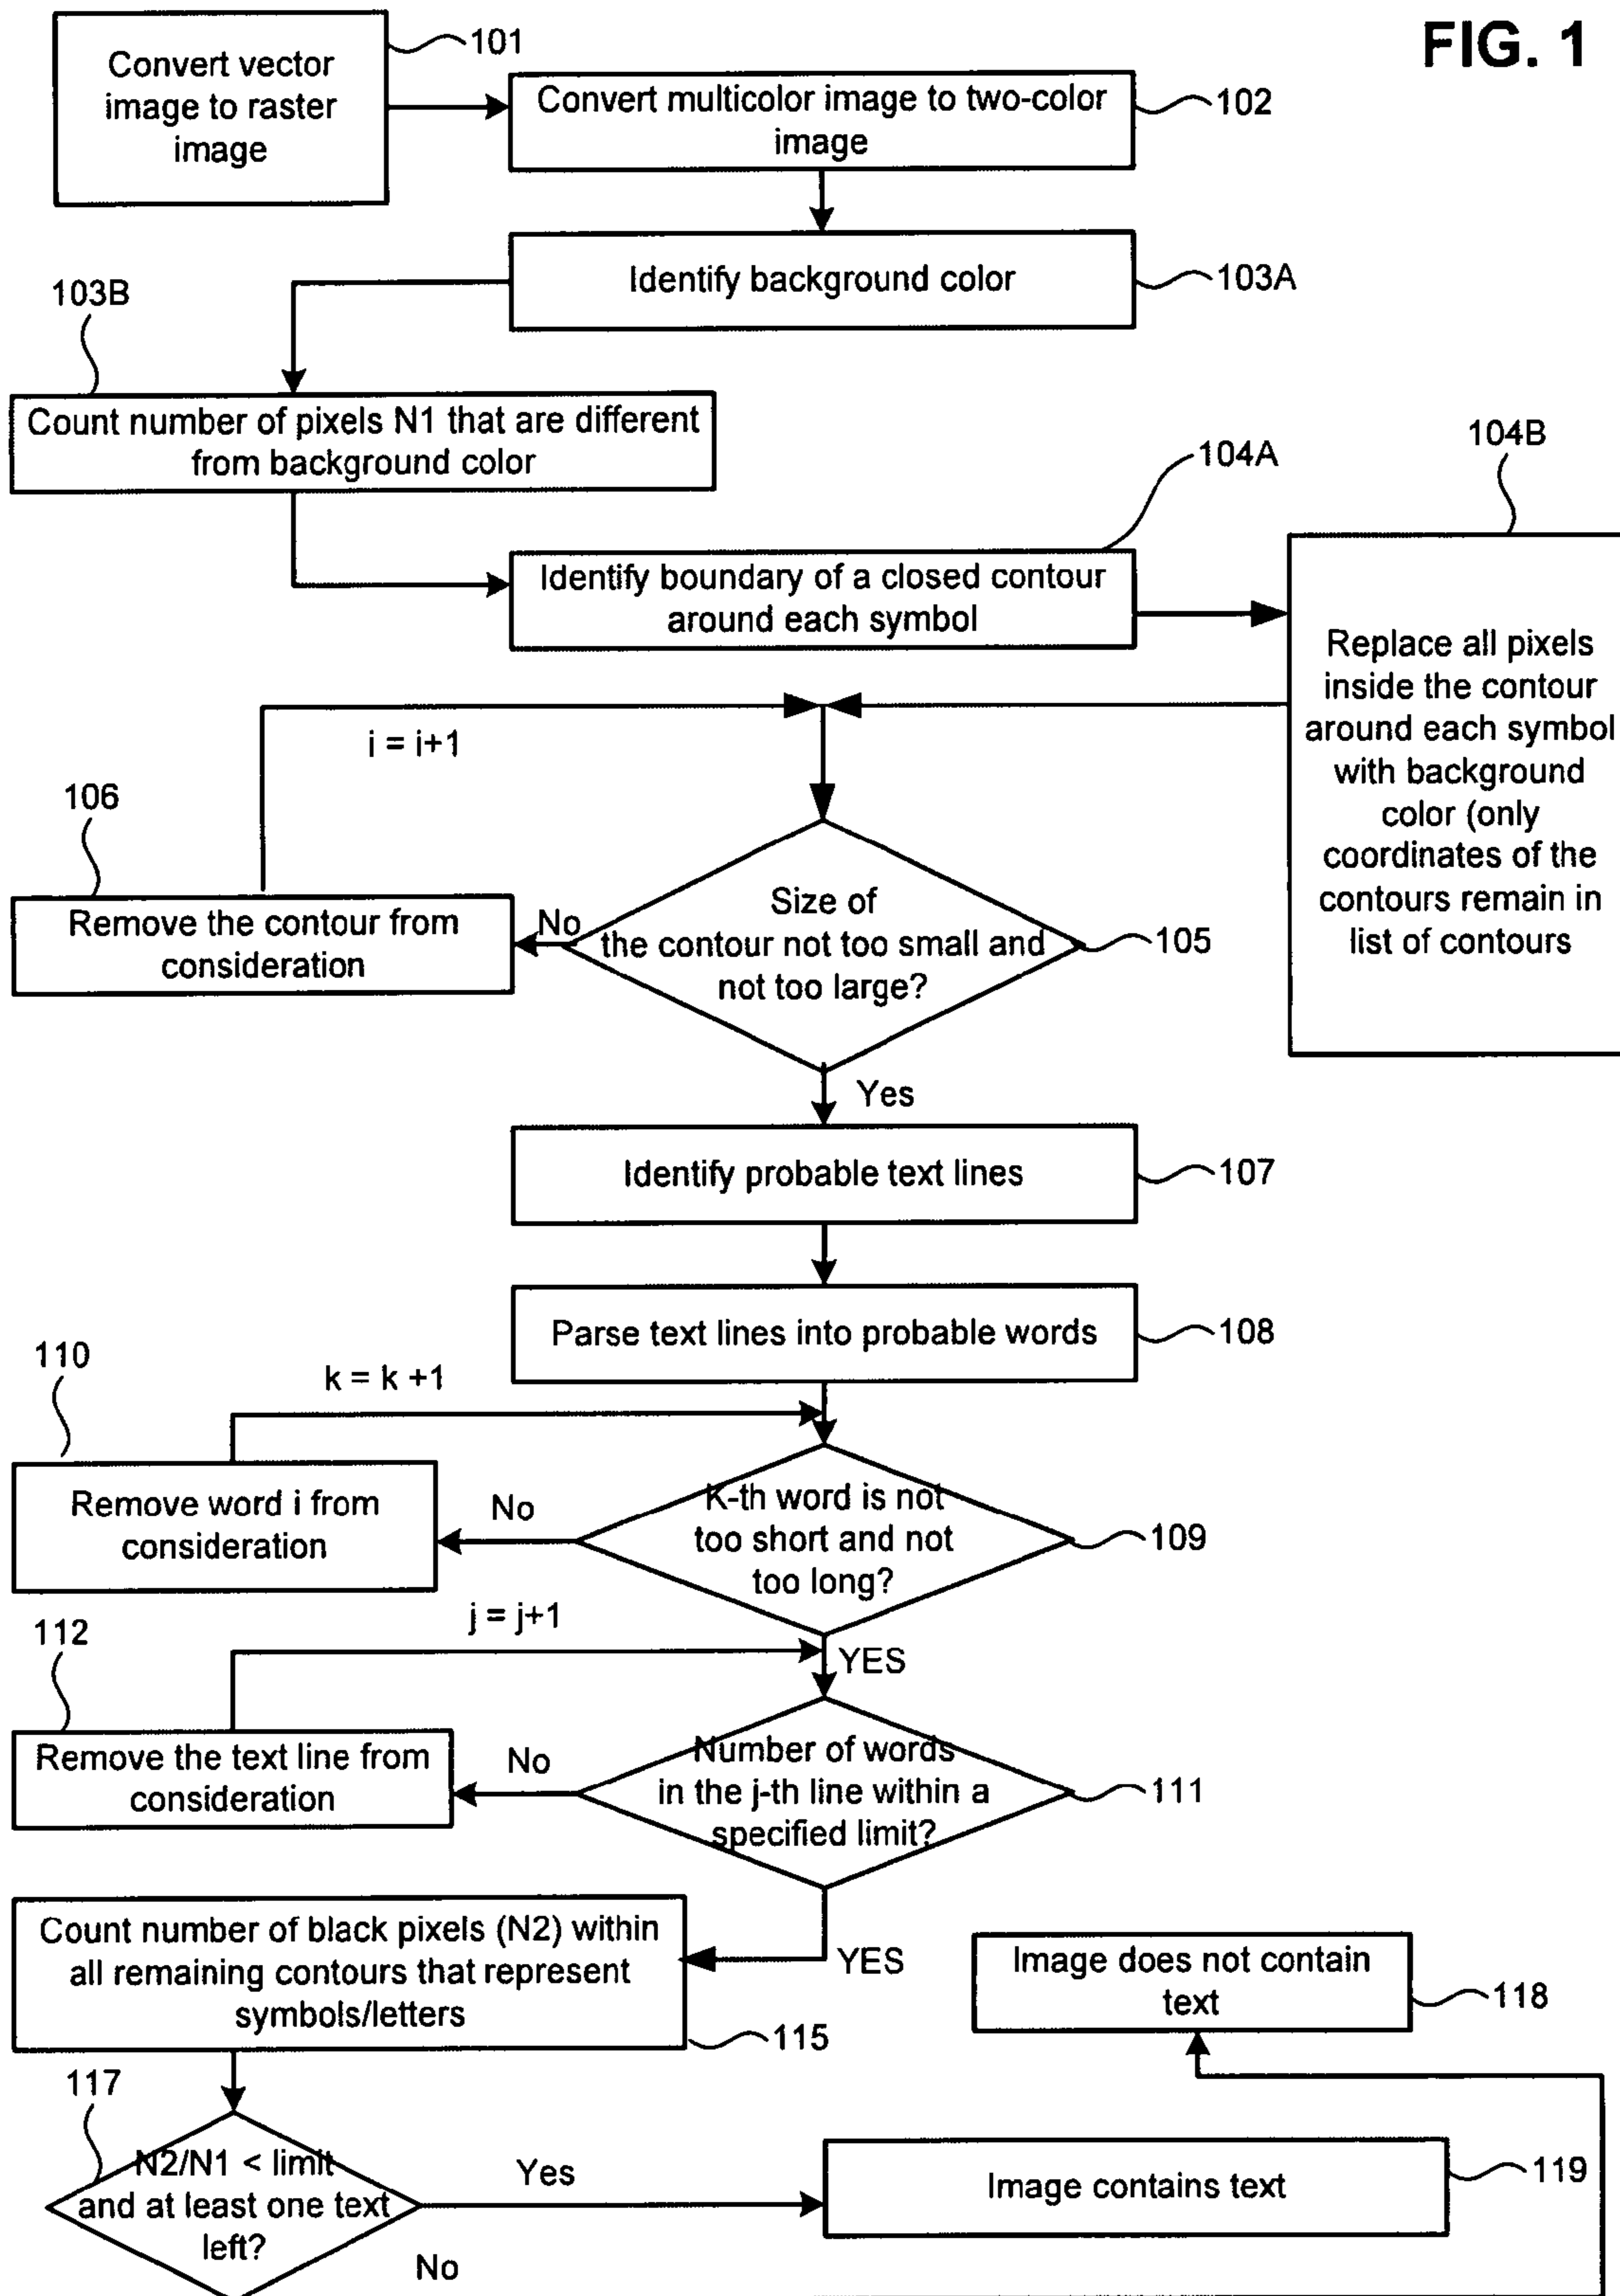 FIG. 1
101
Convert vector
image to raster
image
Convert multicolor image to two-color
image
102
Identify background color
103A
103B
Count number of pixels N1 that are different
from background color
104A
Identify boundary of a closed contour
around each symbol
104B
Replace all pixels
inside the contour
around each symbol
with background
color (only
coordinates of the
contours remain in
list of contours
i = i+1
106
Remove the contour from
consideration
No
Size of
the contour not too small and
not too large?
105
Yes
Identify probable text lines
107
Parse text lines into probable words
108
110
k = k +1
Remove word i from
consideration
No
K-th word is not
too short and not
too long?
109
112
j = j+1
YES
Remove the text line from
consideration
No
Number of words
in the j-th line within a
specified limit?
111
YES
Count number of black pixels (N2) within
all remaining contours that represent
symbols/letters
115
Image does not contain
text
118
117
N2/N1 < limit
and at least one text
left?
Yes
Image contains text
119
No